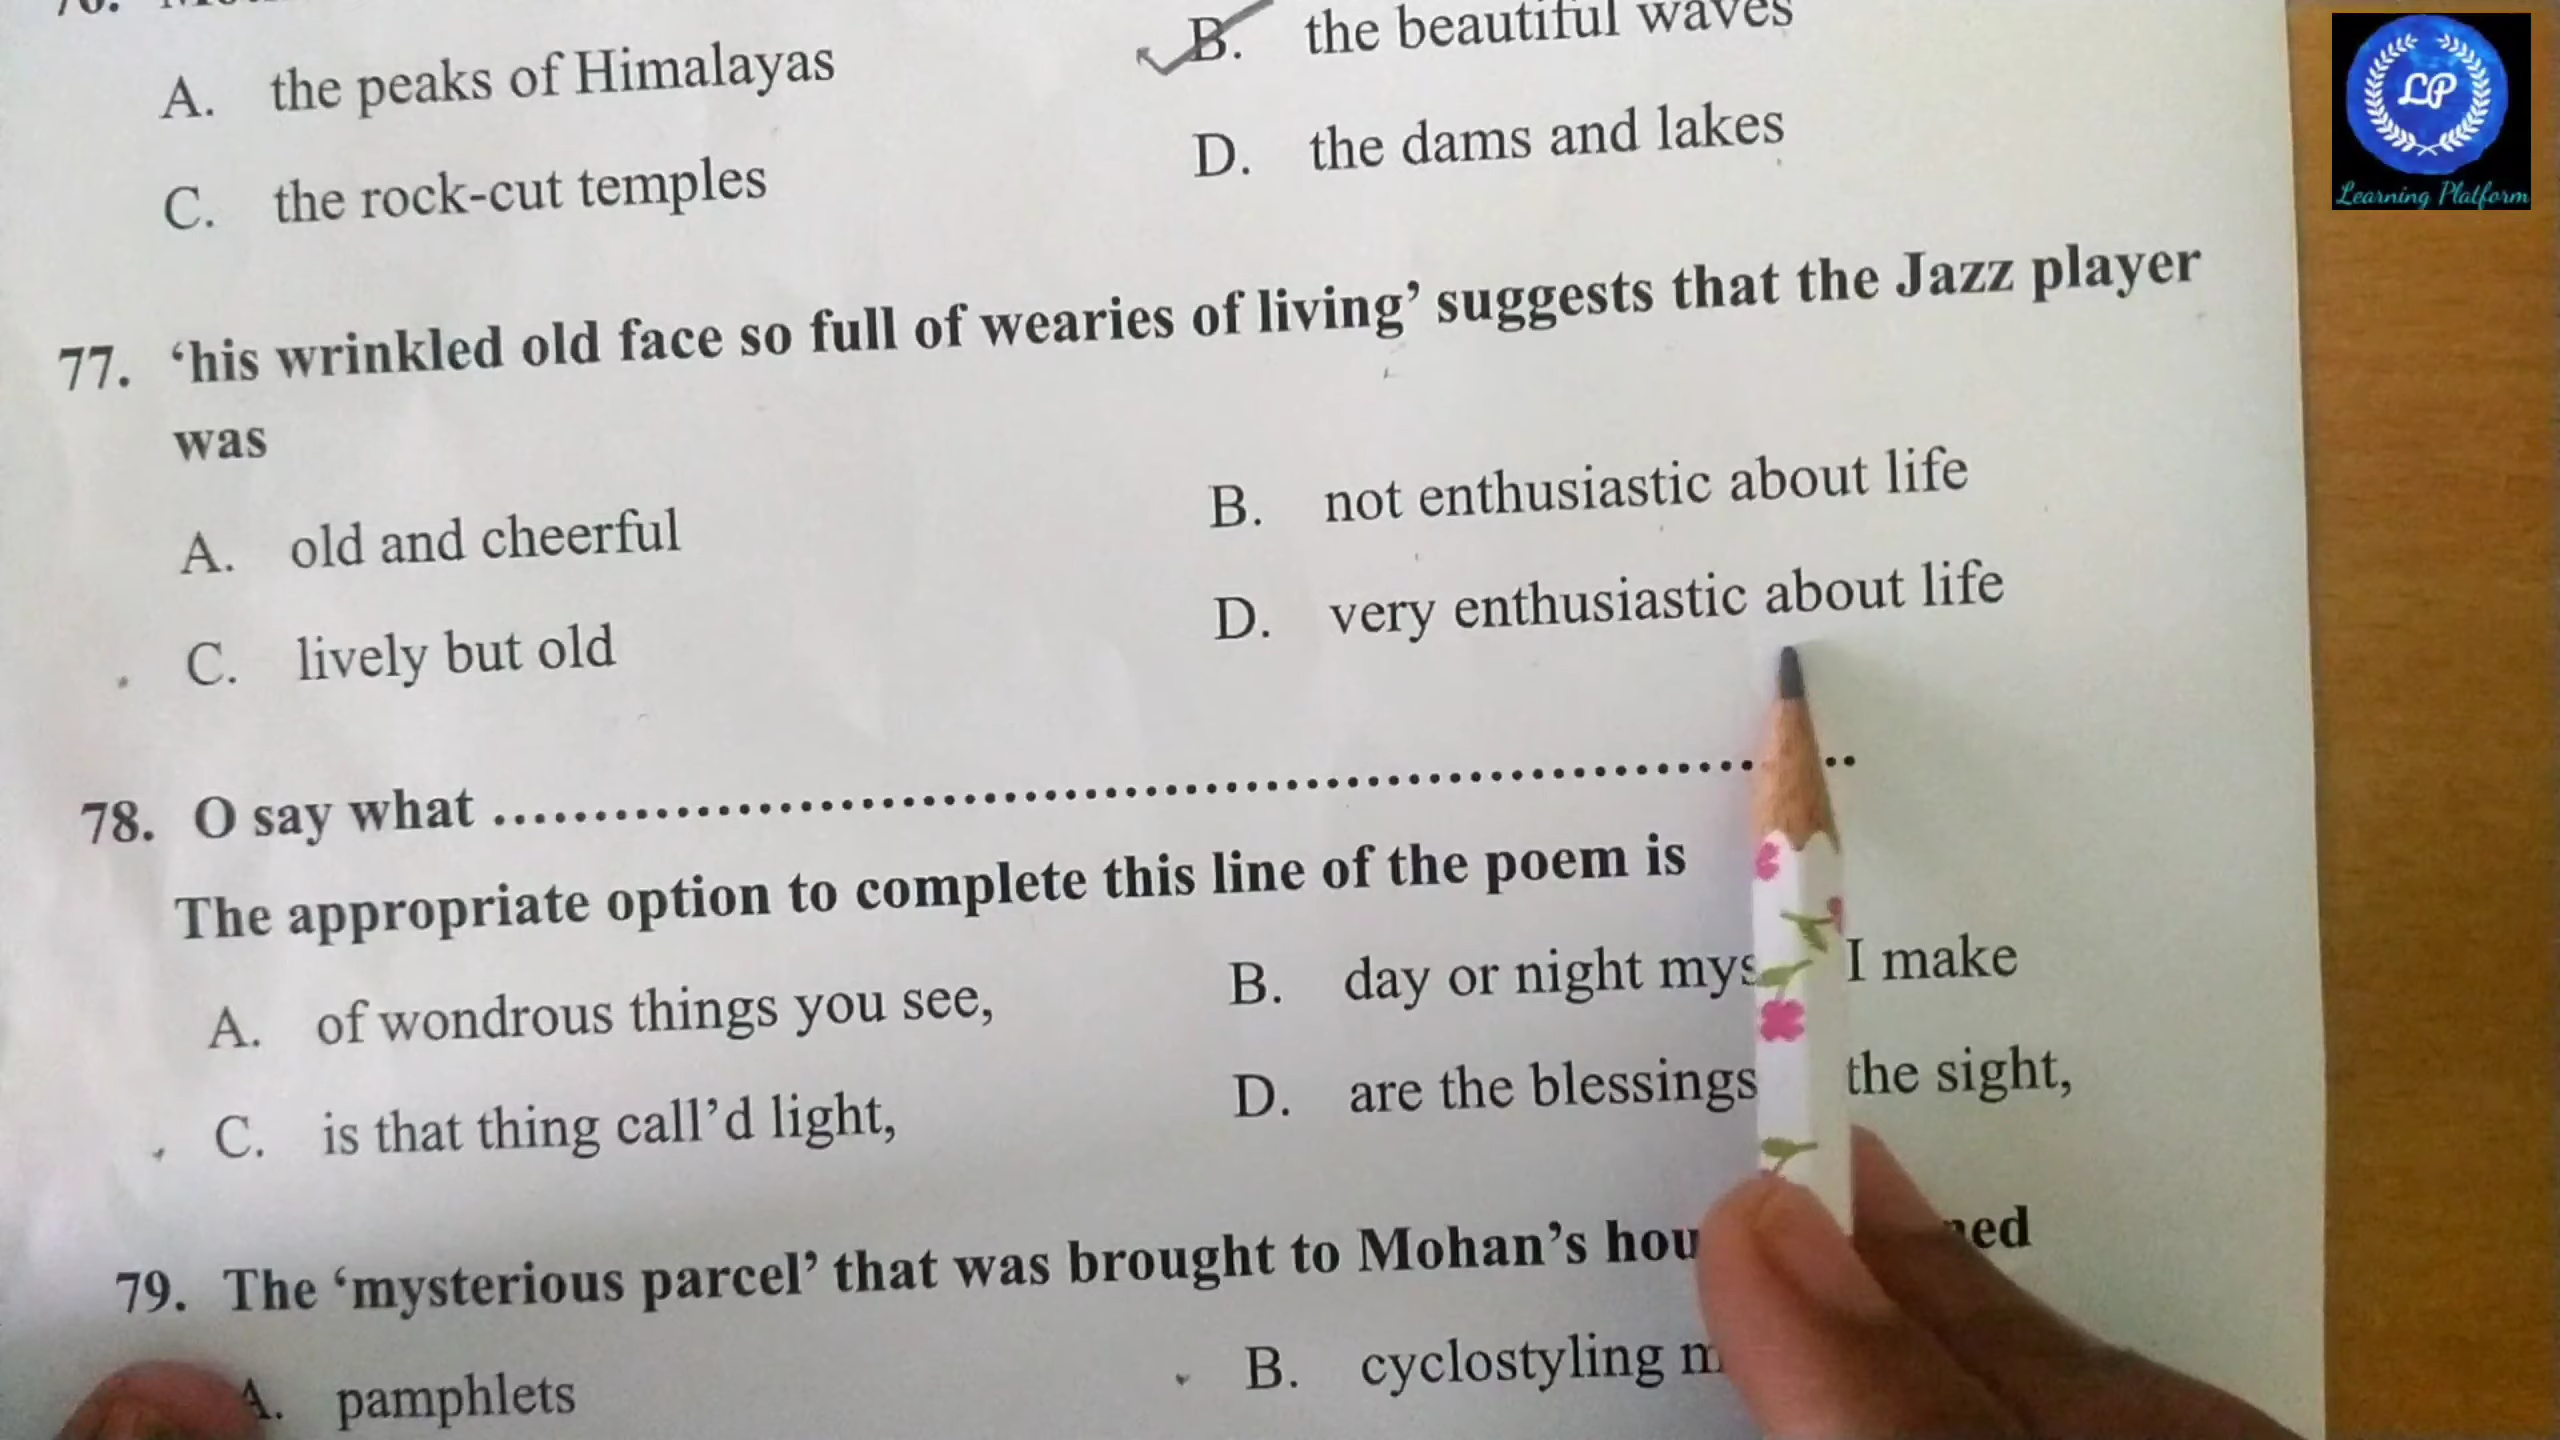 A. the peaks of Himalayas
B. the beautiful waves
C. the rock-cut temples
D. the dams and lakes
77. ‘his wrinkled old face so full of wearies of living’ suggests that the Jazz player
was
A. old and cheerful
B. not enthusiastic about life
C. lively but old
D. very enthusiastic about life
78. O say what ..........................................................................
The appropriate option to complete this line of the poem is
A. of wondrous things you see,
B. day or night I make
C. is that thing call’d light,
D. are the blessings the sight,
79. The ‘mysterious parcel’ that was brought to Mohan’s
A. pamphlets
B. cyclostyling
LP
Learning Platform